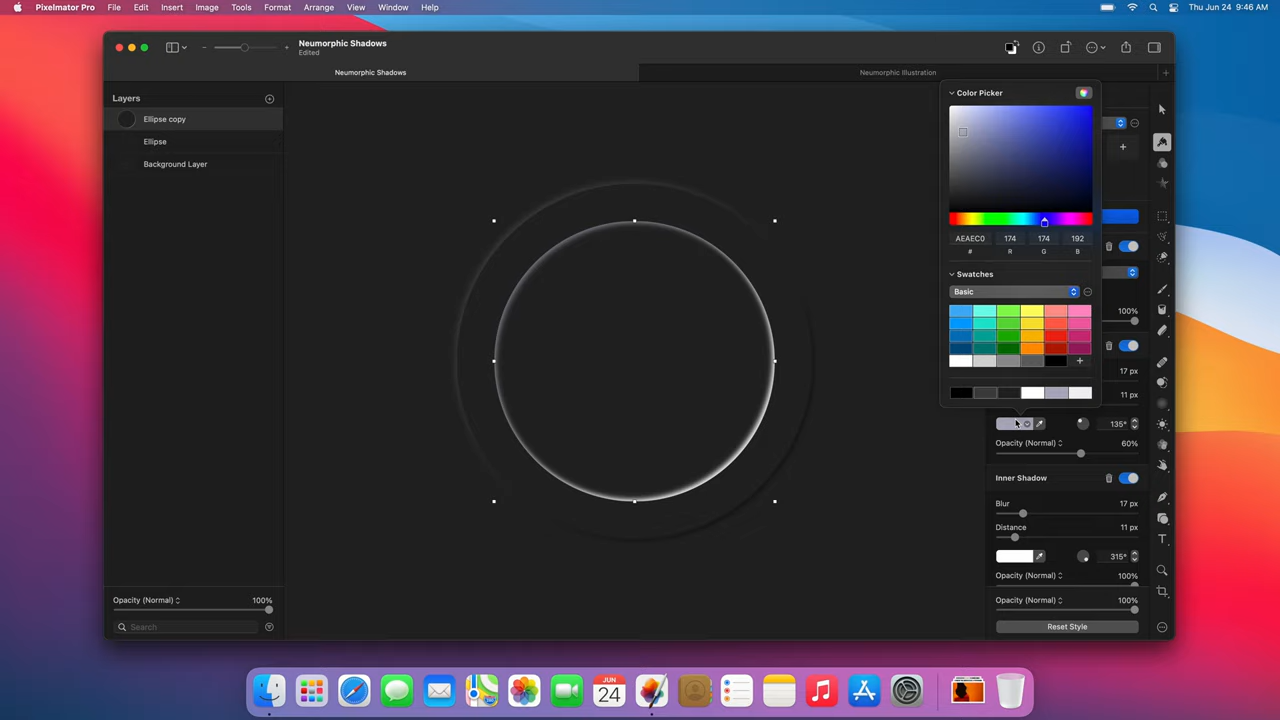 Pixelmator Pro File Edit Insert Image Tools Format Arrange View Window Help Thu Jun 24 9:46 AM
Neumorphic Shadows
Edited
Neumorphic Shadows Neumorphic Illustration
Layers
Ellipse copy
Ellipse
Background Layer
Opacity (Normal) 100%
Search
Color Picker
AEAEC0 174 174 192
# R G B
Swatches
Basic
100%
17 px
11 px
135°
Opacity (Normal) 60%
Inner Shadow
Blur 17 px
Distance 11 px
315°
Opacity (Normal) 100%
Opacity (Normal) 100%
Reset Style
JUN
24